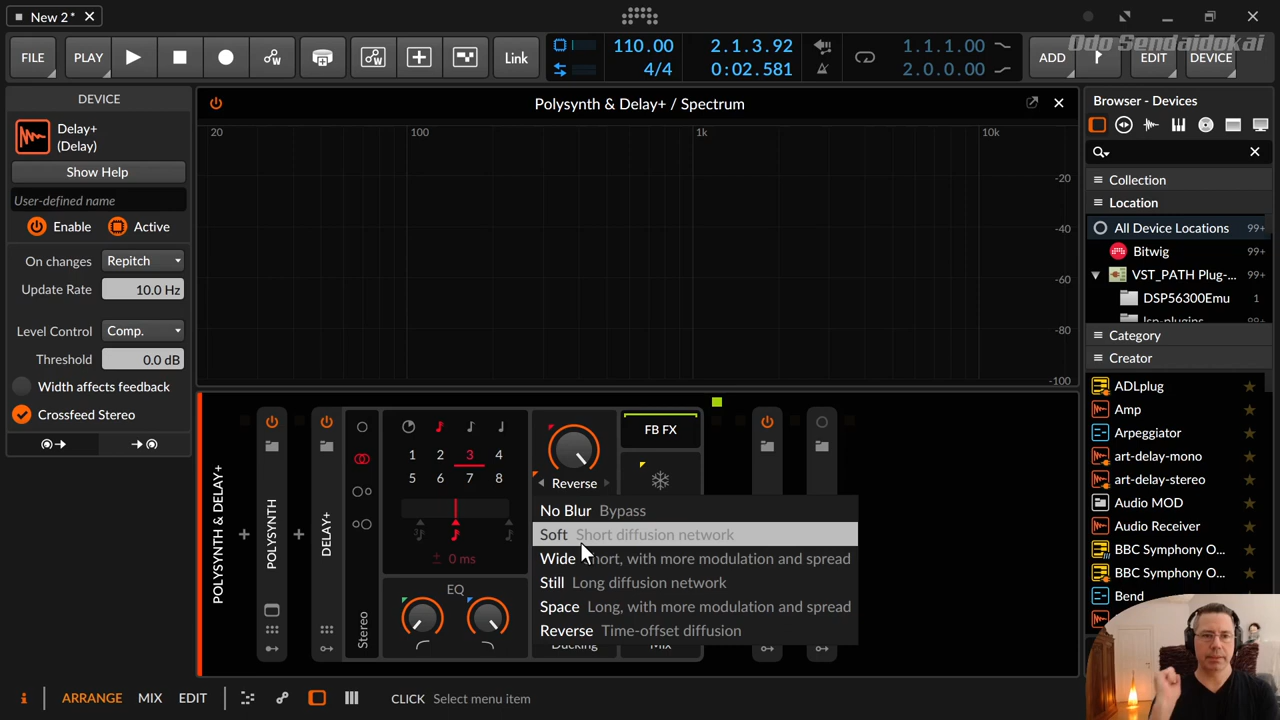 New 2*
FILE
PLAY
Link
110.00
4/4
2.1.3.92
0:02.581
1.1.1.00
2.0.0.00
Odo Sendaidokai
ADD
EDIT
DEVICE
DEVICE
Delay+
(Delay)
Show Help
User-defined name
Enable
Active
On changes
Repitch
Update Rate
10.0 Hz
Level Control
Comp.
Threshold
0.0 dB
Width affects feedback
Crossfeed Stereo
Polysynth & Delay+ / Spectrum
20
100
1k
10k
-20
-40
-60
-80
-100
POLYSYNTH & DELAY+
POLYSYNTH
DELAY+
Stereo
1 2 3 4
5 6 7 8
± 0 ms
EQ
Reverse
FB FX
No Blur Bypass
Soft Short diffusion network
Wide Short, with more modulation and spread
Still Long diffusion network
Space Long, with more modulation and spread
Reverse Time-offset diffusion
Ducking
Mix
Browser - Devices
Collection
Location
All Device Locations 99+
Bitwig 99+
VST_PATH Plug-... 99+
DSP56300Emu 1
lsp-plugins
Category
Creator
ADLplug
Amp
Arpeggiator
art-delay-mono
art-delay-stereo
Audio MOD
Audio Receiver
BBC Symphony O...
BBC Symphony O...
Bend
i
ARRANGE
MIX
EDIT
CLICK Select menu item